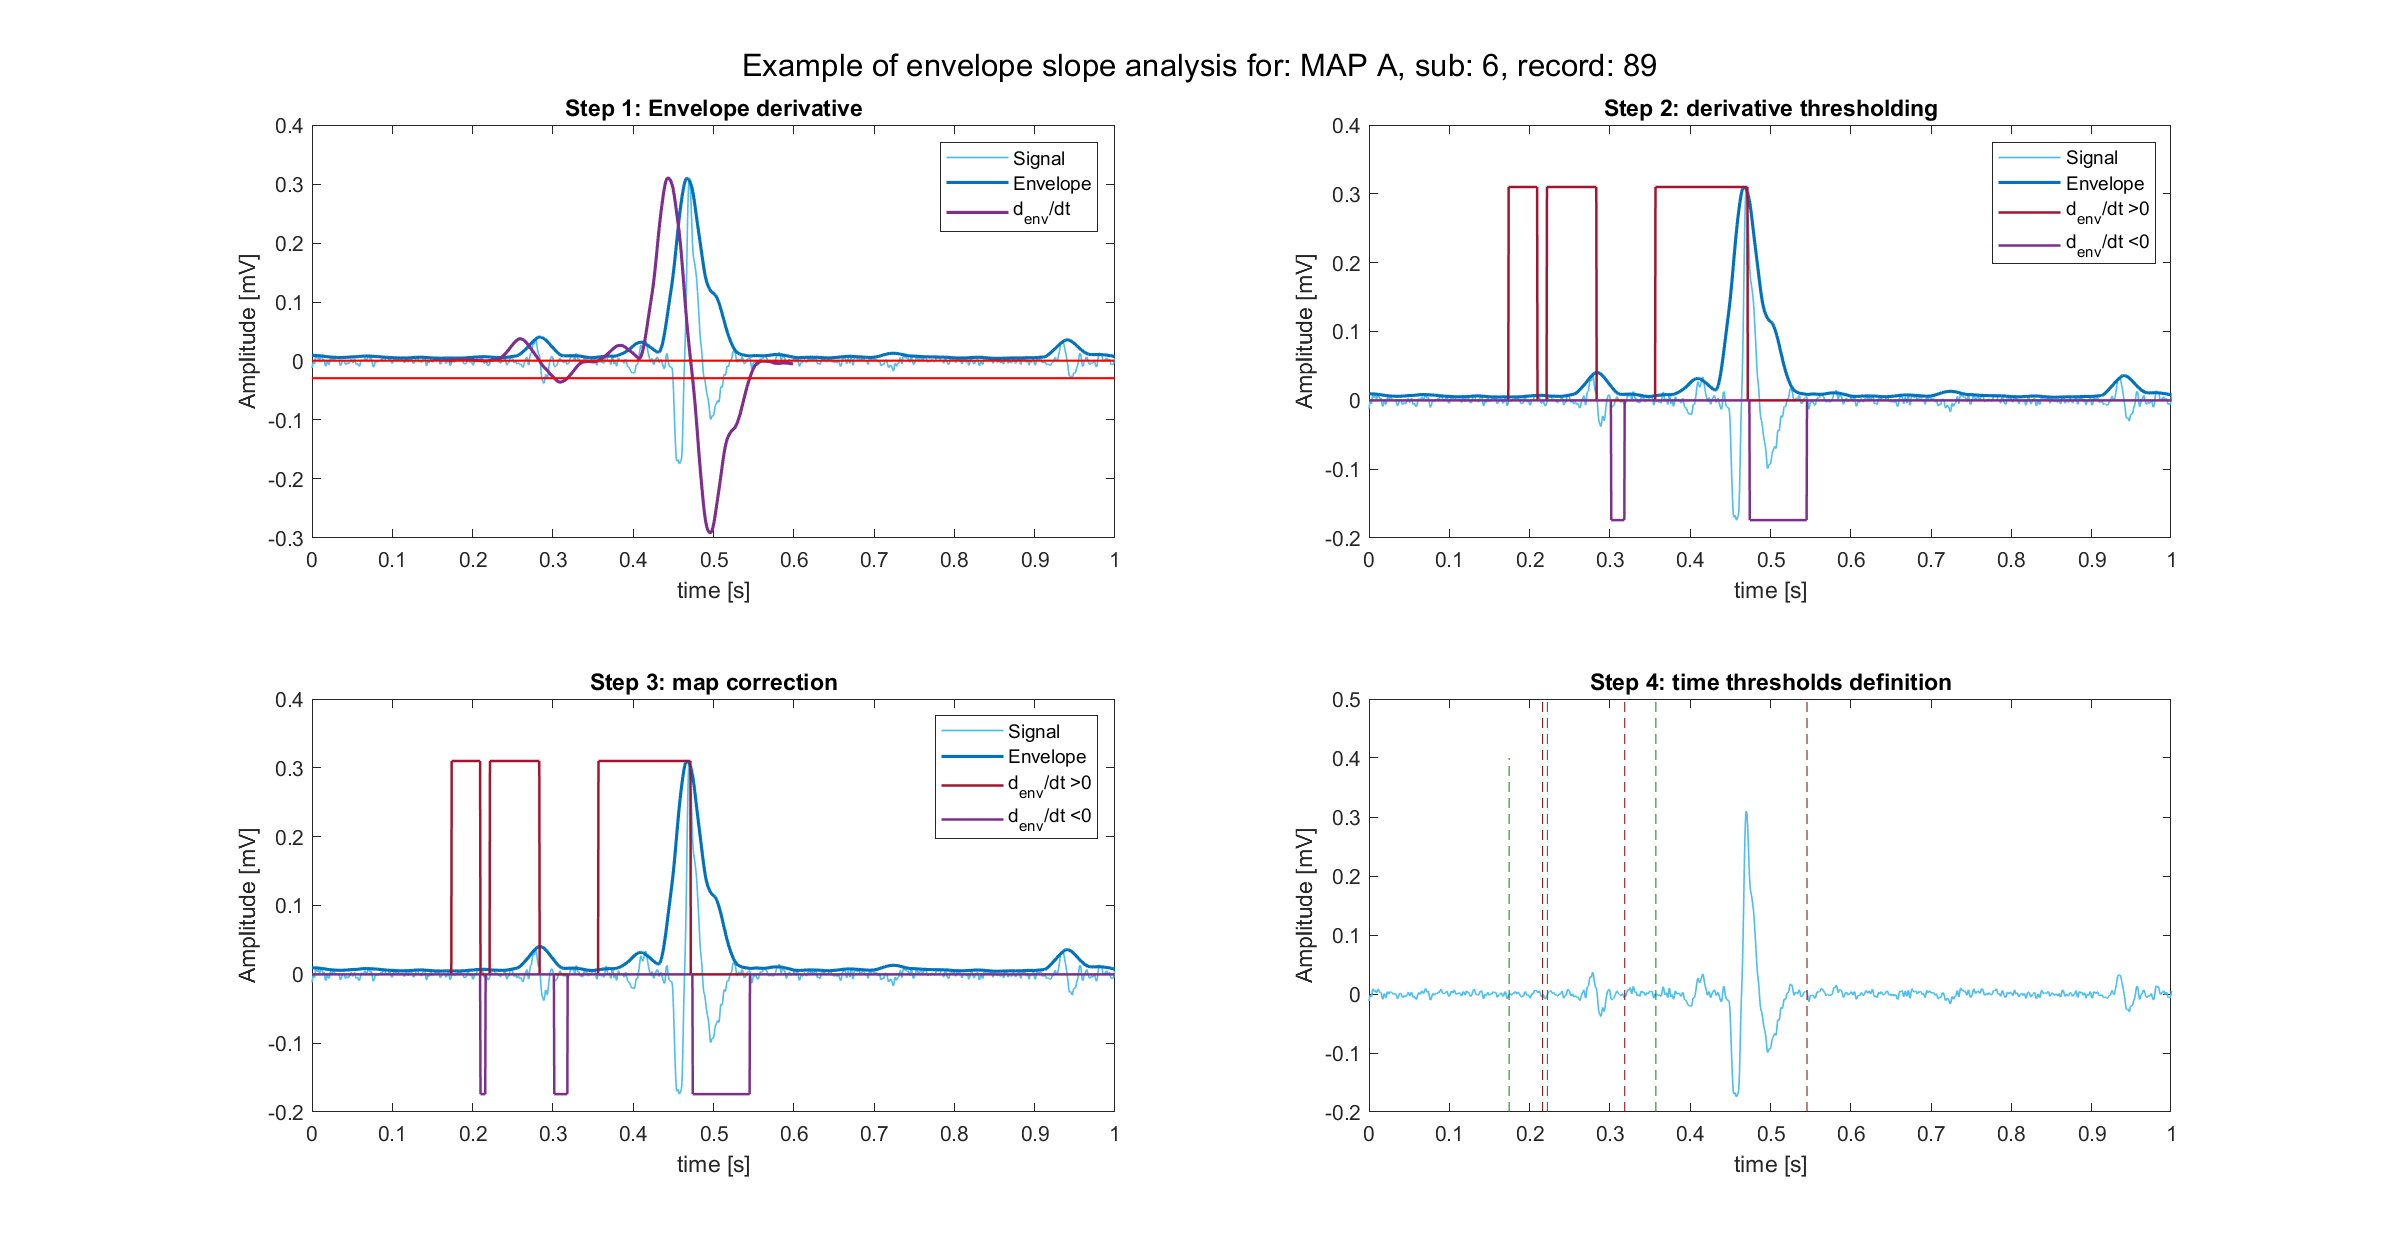 Example of envelope slope analysis for: MAP A, sub: 6, record: 89
Step 1: Envelope derivative
0.4
0.3
0.2
0.1
0
-0.1
-0.2
-0.3
Amplitude [mV]
0 0.1 0.2 0.3 0.4 0.5 0.6 0.7 0.8 0.9 1
time [s]
Signal
Envelope
d_env/dt
Step 2: derivative thresholding
0.4
0.3
0.2
0.1
0
-0.1
-0.2
Amplitude [mV]
0 0.1 0.2 0.3 0.4 0.5 0.6 0.7 0.8 0.9 1
time [s]
Signal
Envelope
d_env/dt >0
d_env/dt <0
Step 3: map correction
0.4
0.3
0.2
0.1
0
-0.1
-0.2
Amplitude [mV]
0 0.1 0.2 0.3 0.4 0.5 0.6 0.7 0.8 0.9 1
time [s]
Signal
Envelope
d_env/dt >0
d_env/dt <0
Step 4: time thresholds definition
0.5
0.4
0.3
0.2
0.1
0
-0.1
-0.2
Amplitude [mV]
0 0.1 0.2 0.3 0.4 0.5 0.6 0.7 0.8 0.9 1
time [s]